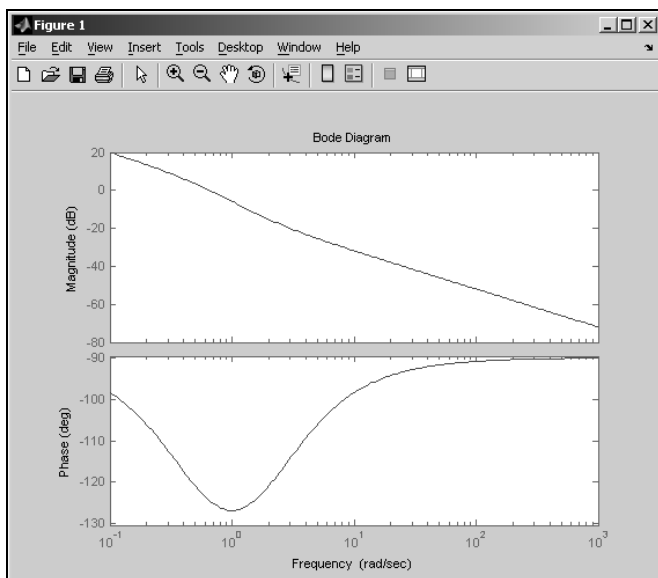 Figure 1
File Edit View Insert Tools Desktop Window Help
Bode Diagram
Magnitude (dB)
20
0
-20
-40
-60
-80
Phase (deg)
-90
-100
-110
-120
-130
10^-1 10^0 10^1 10^2 10^3
Frequency (rad/sec)